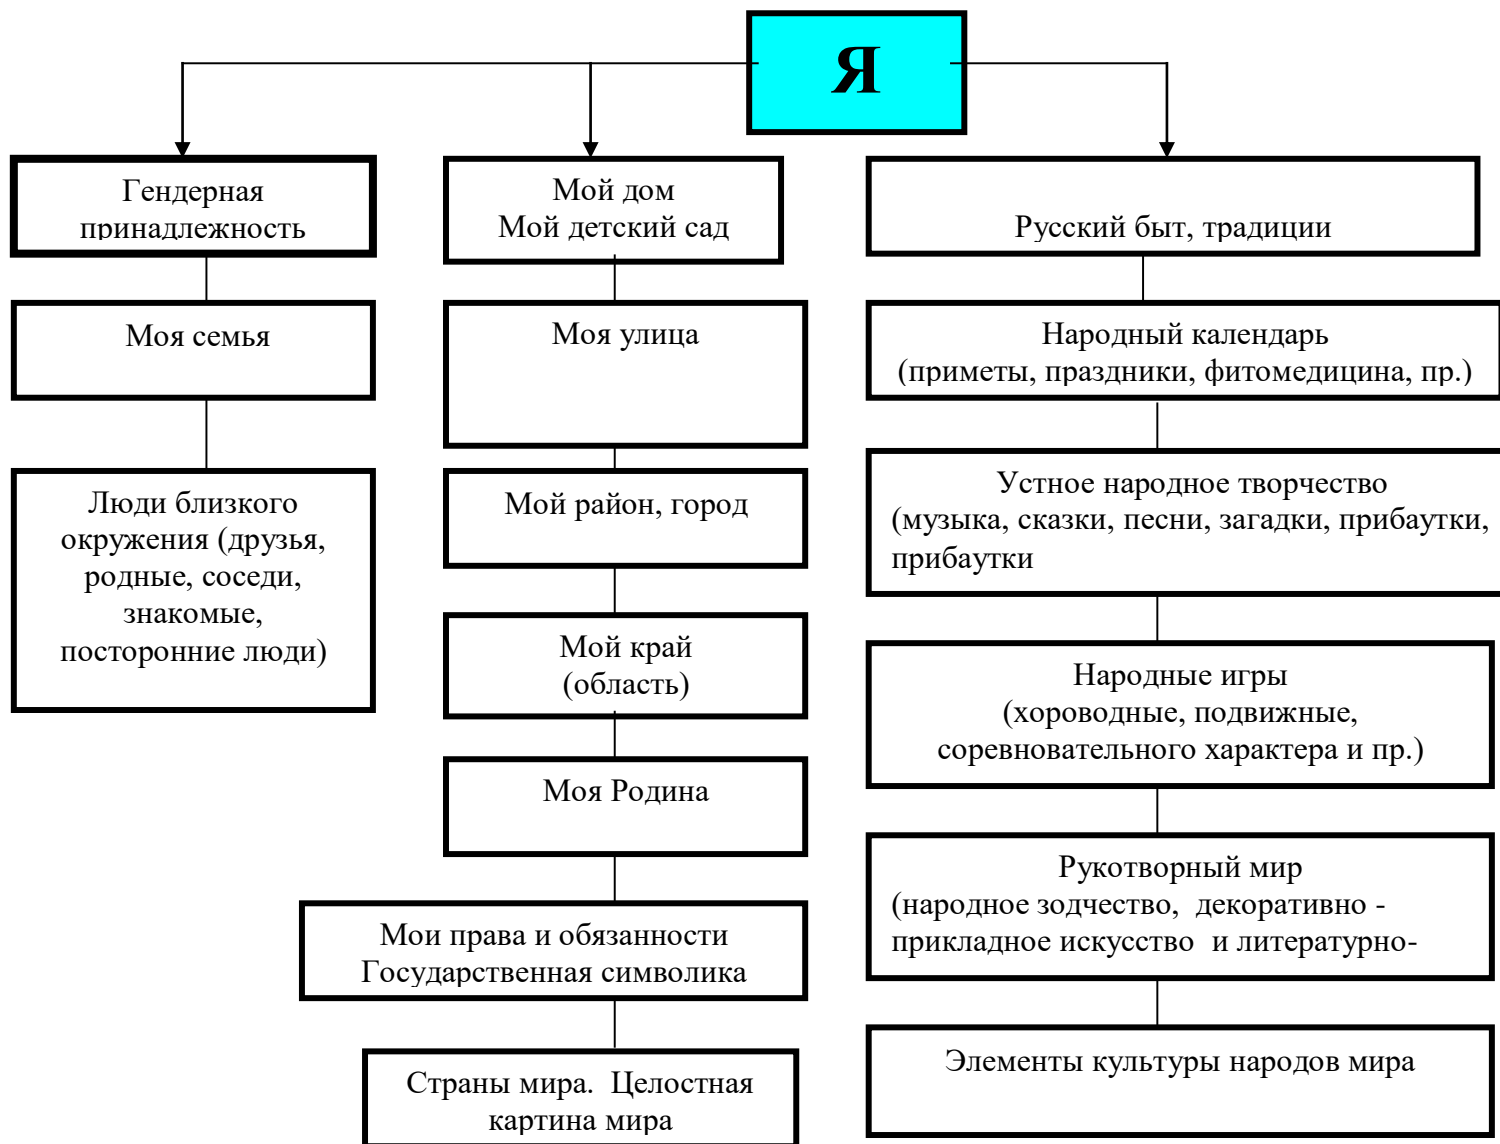 Я
Гендерная
принадлежность
Моя семья
Люди близкого
окружения (друзья,
родные, соседи,
знакомые,
посторонние люди)
Мой дом
Мой детский сад
Моя улица
Мой район, город
Мой край
(область)
Моя Родина
Мои права и обязанности
Государственная символика
Страны мира. Целостная
картина мира
Русский быт, традиции
Народный календарь
(приметы, праздники, фитомедицина, пр.)
Устное народное творчество
(музыка, сказки, песни, загадки, прибаутки,
прибаутки
Народные игры
(хороводные, подвижные,
соревновательного характера и пр.)
Рукотворный мир
(народное зодчество, декоративно -
прикладное искусство и литературно-
Элементы культуры народов мира